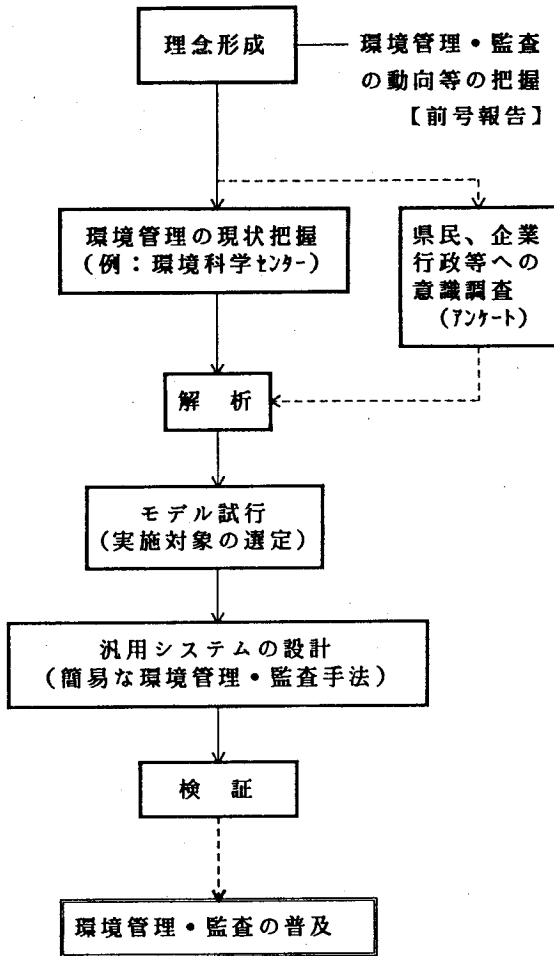 理念形成
環境管理・監査
の動向等の把握
【前号報告】
環境管理の現状把握
(例：環境科学ｾﾝﾀｰ)
県民、企業
行政等への
意識調査
(ｱﾝｹｰﾄ)
解 析
モデル試行
(実施対象の選定)
汎用システムの設計
(簡易な環境管理・監査手法)
検 証
環境管理・監査の普及